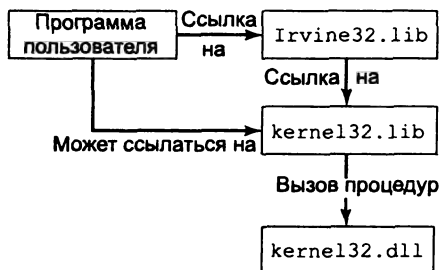 Программа
пользователя
Ссылка
на
Irvine32.lib
Ссылка на
kernel32.lib
Может ссылаться на
Вызов процедур
kernel32.dll